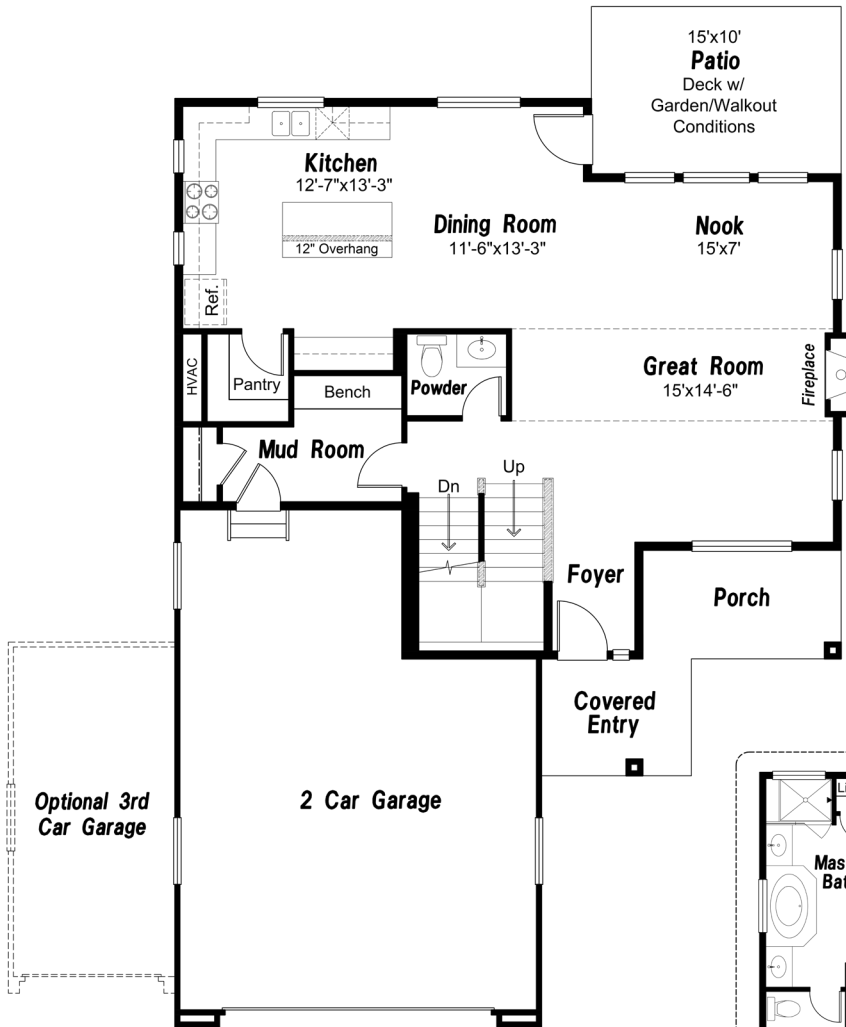 15'x10'
Patio
Deck w/
Garden/Walkout
Conditions
Kitchen
12'-7"x13'-3"
Dining Room
11'-6"x13'-3"
Nook
15'x7'
12" Overhang
Ref.
HVAC
Pantry
Bench
Powder
Great Room
15'x14'-6"
Fireplace
Mud Room
Dn
Up
Foyer
Porch
Covered
Entry
Optional 3rd
Car Garage
2 Car Garage